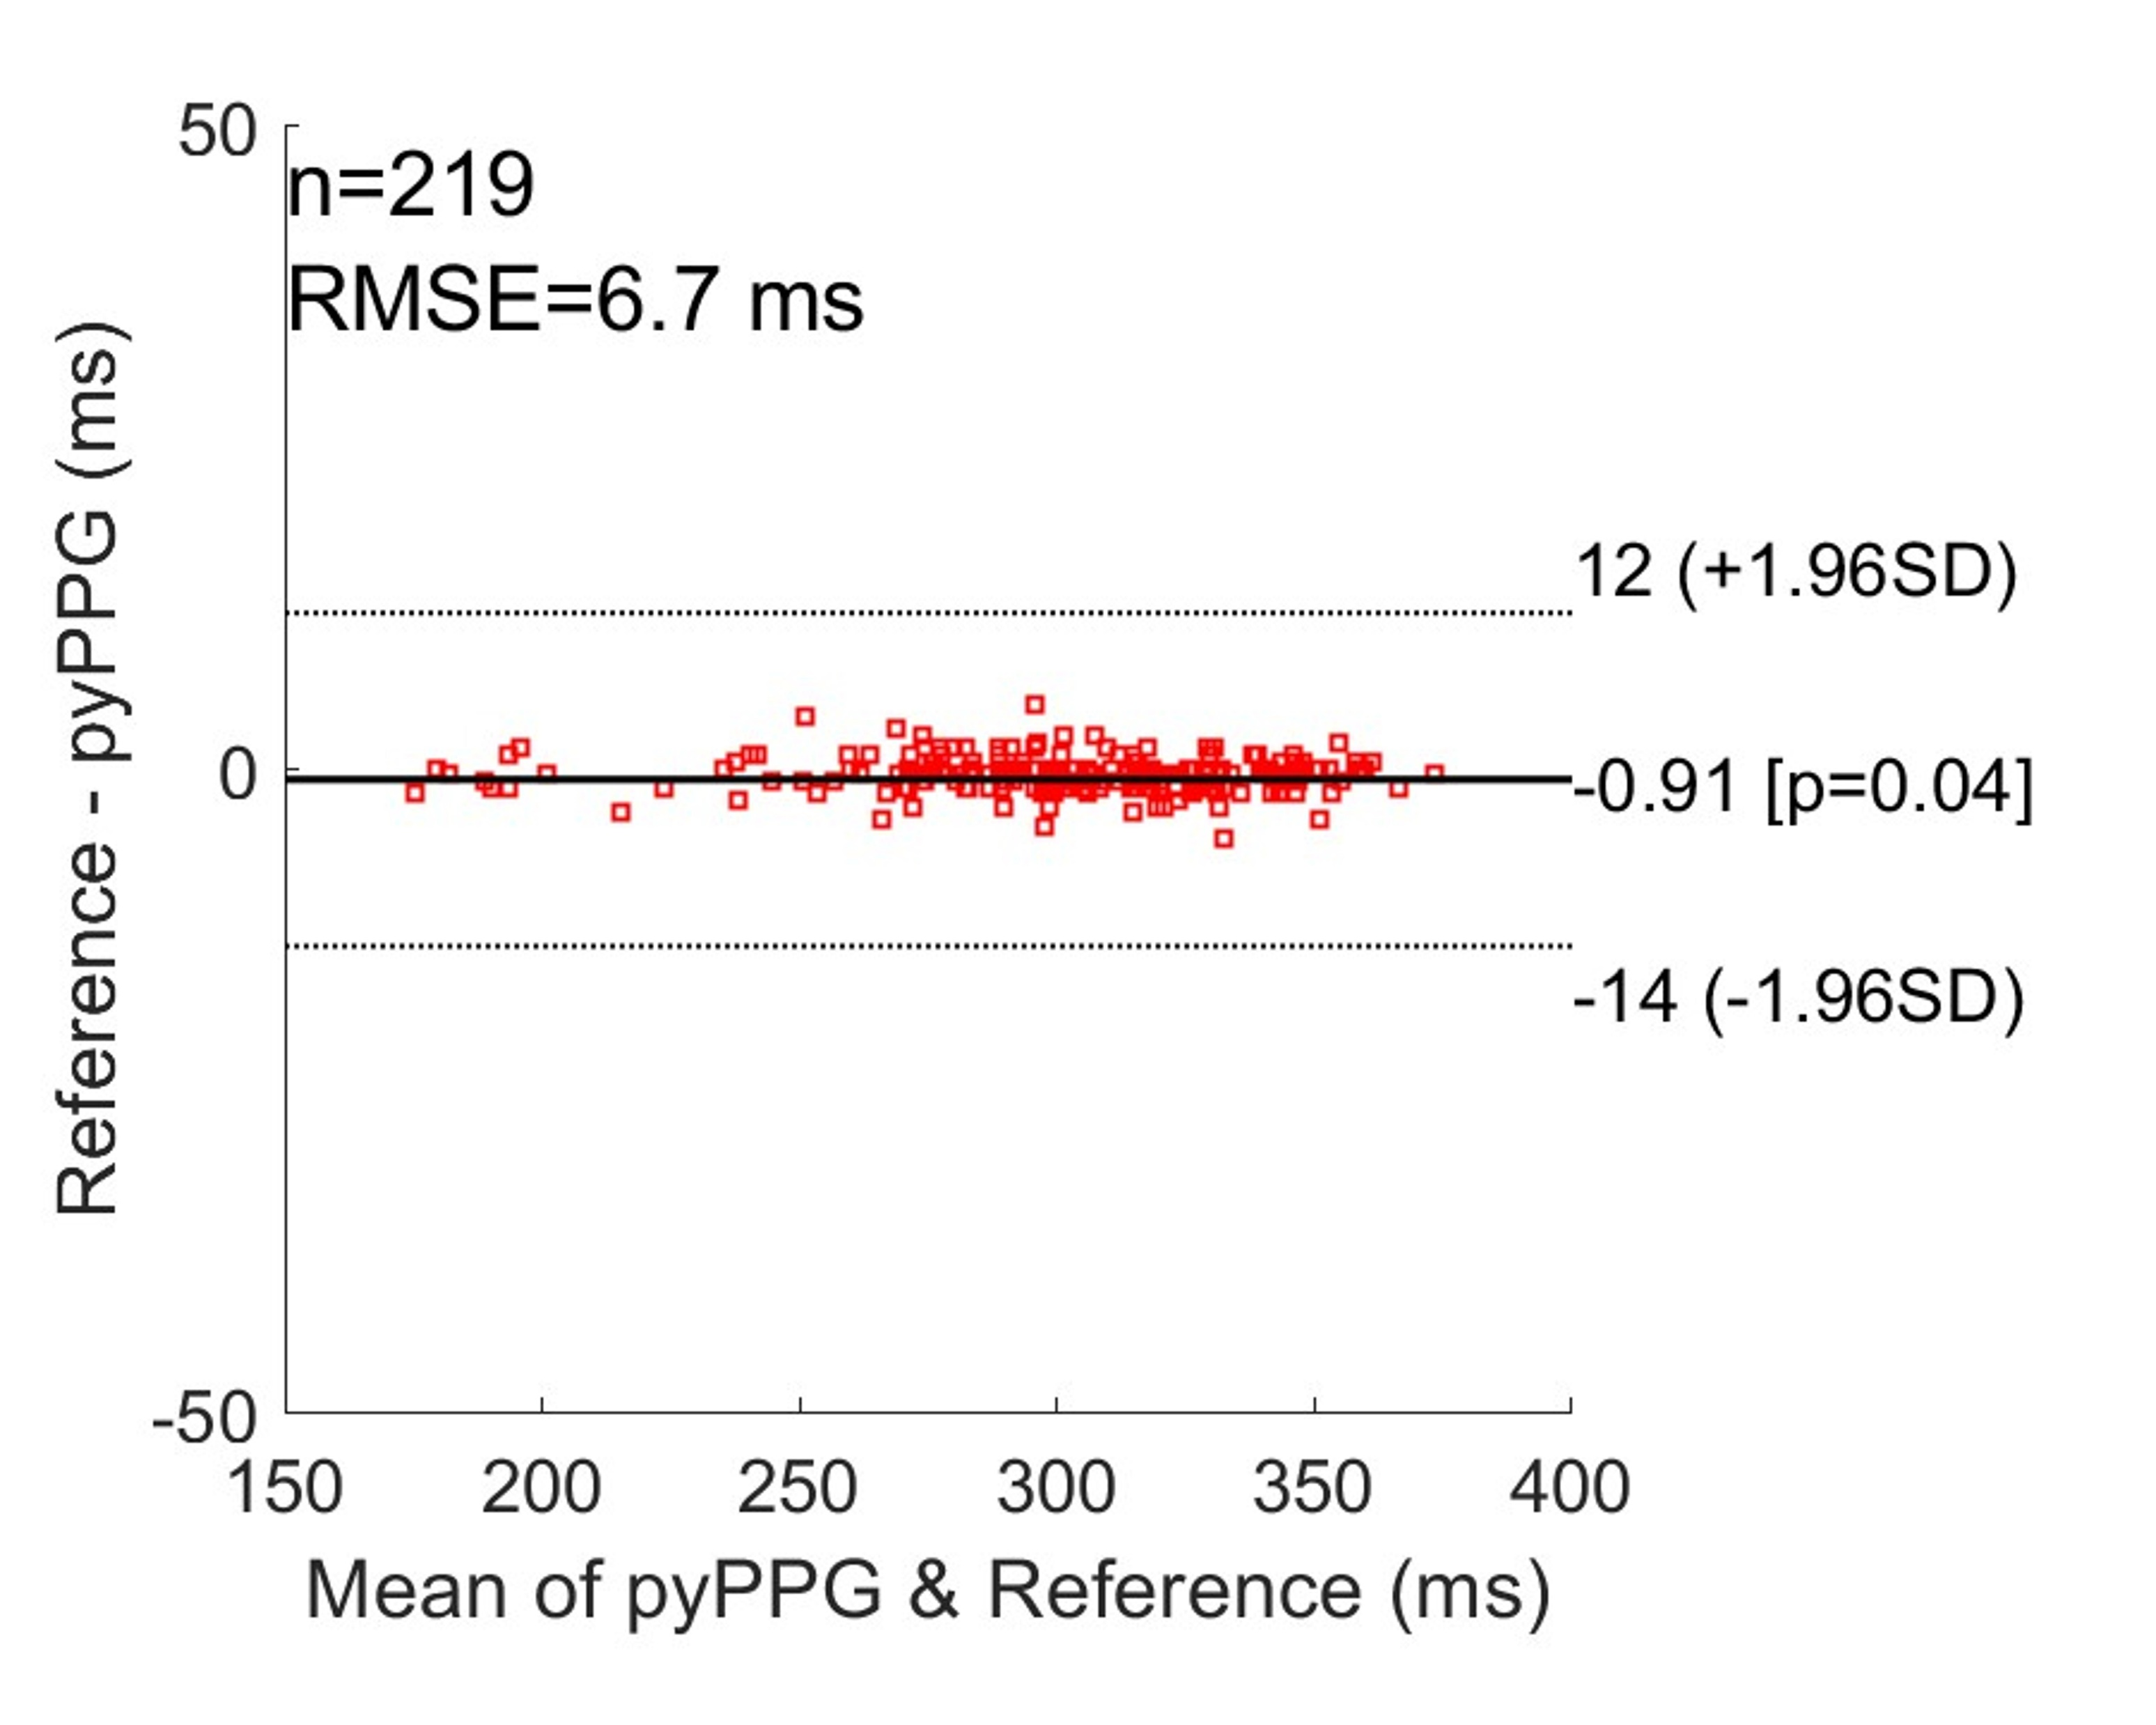 50
n=219
RMSE=6.7 ms
12 (+1.96SD)
0
-0.91 [p=0.04]
-14 (-1.96SD)
-50
150 200 250 300 350 400
Mean of pyPPG & Reference (ms)
Reference - pyPPG (ms)